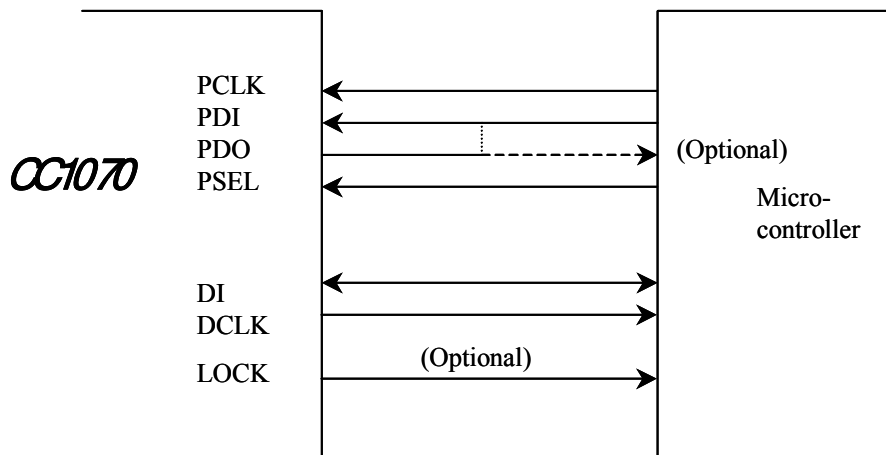 PCLK
PDI
PDO
(Optional)
CC1070
PSEL
Micro-
controller
DI
DCLK
(Optional)
LOCK